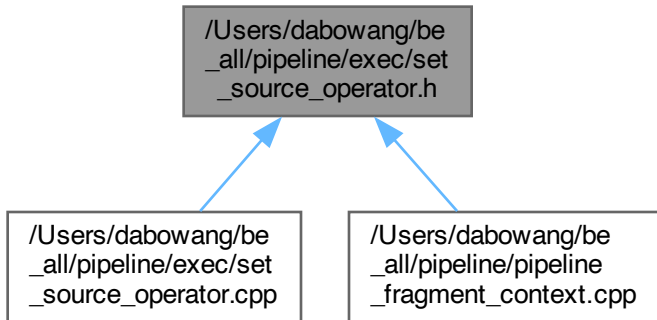 /Users/dabowang/be
_all/pipeline/exec/set
_source_operator.h
/Users/dabowang/be
_all/pipeline/exec/set
_source_operator.cpp
/Users/dabowang/be
_all/pipeline/pipeline
_fragment_context.cpp